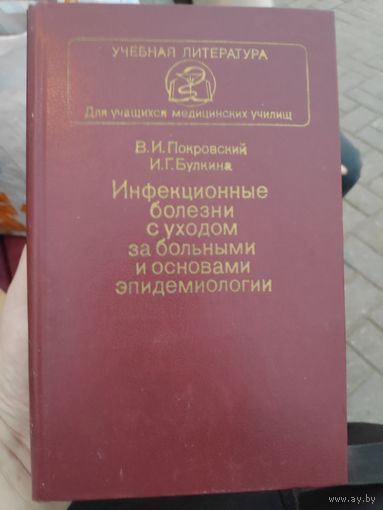 УЧЕБНАЯ ЛИТЕРАТУРА
Для учащихся медицинских училищ
В.И.Покровский
И.Г.Булкина
Инфекционные
болезни
с уходом
за больными
и основами
эпидемиологии
www.ay.by